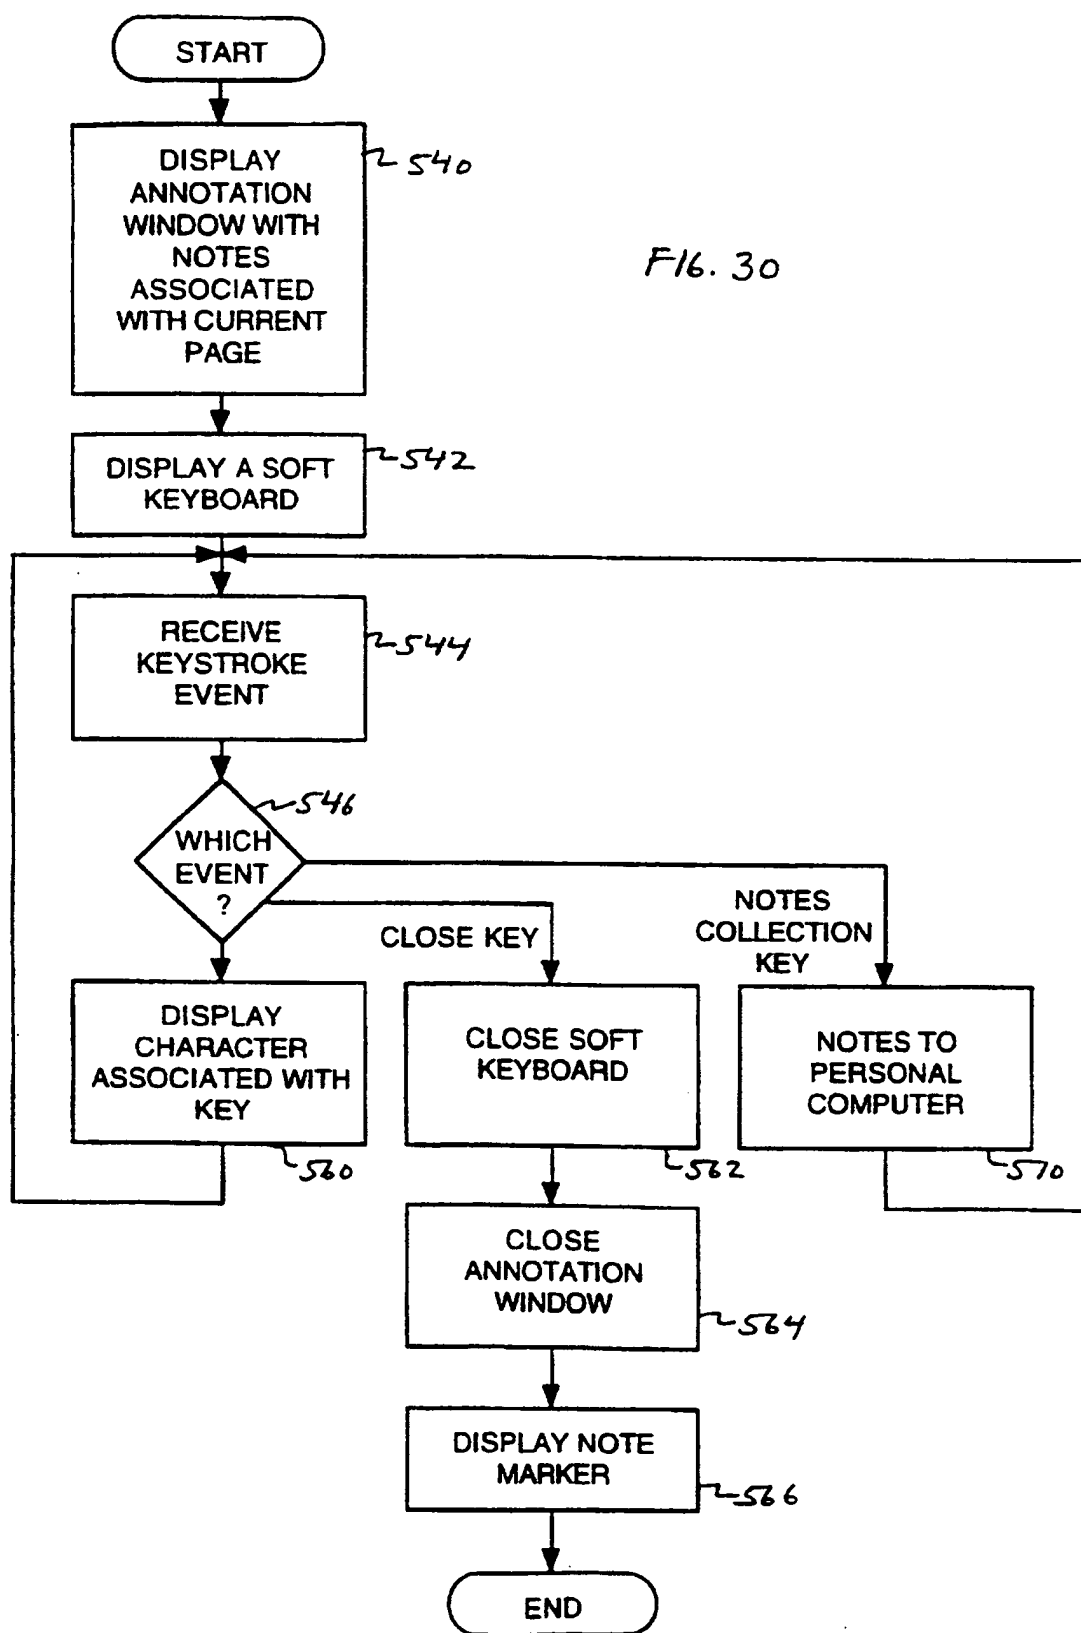 START
DISPLAY
ANNOTATION
WINDOW WITH
NOTES
ASSOCIATED
WITH CURRENT
PAGE
540
FIG. 30
DISPLAY A SOFT
KEYBOARD
542
RECEIVE
KEYSTROKE
EVENT
544
WHICH
EVENT
?
546
CLOSE KEY
NOTES
COLLECTION
KEY
DISPLAY
CHARACTER
ASSOCIATED WITH
KEY
560
CLOSE SOFT
KEYBOARD
562
NOTES TO
PERSONAL
COMPUTER
570
CLOSE
ANNOTATION
WINDOW
564
DISPLAY NOTE
MARKER
566
END